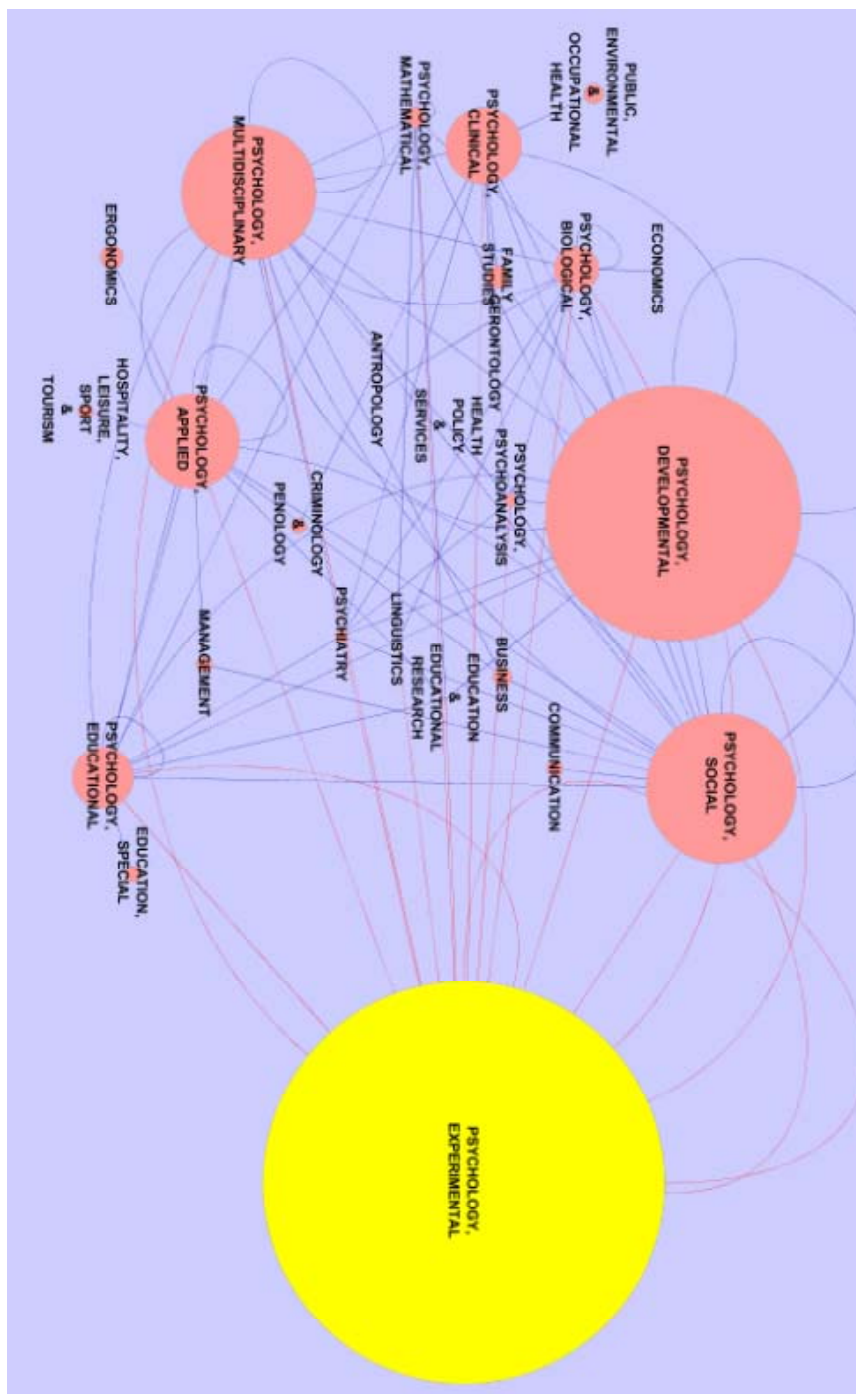 PUBLIC,
ENVIRONMENTAL
&
OCCUPATIONAL
HEALTH
PSYCHOLOGY,
CLINICAL
PSYCHOLOGY,
MATHEMATICAL
PSYCHOLOGY,
MULTIDISCIPLINARY
ECONOMICS
PSYCHOLOGY,
BIOLOGICAL
FAMILY
STUDIES
GERONTOLOGY
ERGONOMICS
ANTROPOLOGY
HEALTH
POLICY
&
SERVICES
HOSPITALITY,
LEISURE,
SPORT
&
TOURISM
PSYCHOLOGY,
APPLIED
PSYCHOLOGY,
DEVELOPMENTAL
PSYCHOLOGY,
PSYCHOANALYSIS
CRIMINOLOGY
&
PENOLOGY
PSYCHIATRY
LINGUISTICS
MANAGEMENT
BUSINESS
EDUCATION
&
EDUCATIONAL
RESEARCH
COMMUNICATION
PSYCHOLOGY,
SOCIAL
PSYCHOLOGY,
EDUCATIONAL
EDUCATION,
SPECIAL
PSYCHOLOGY,
EXPERIMENTAL